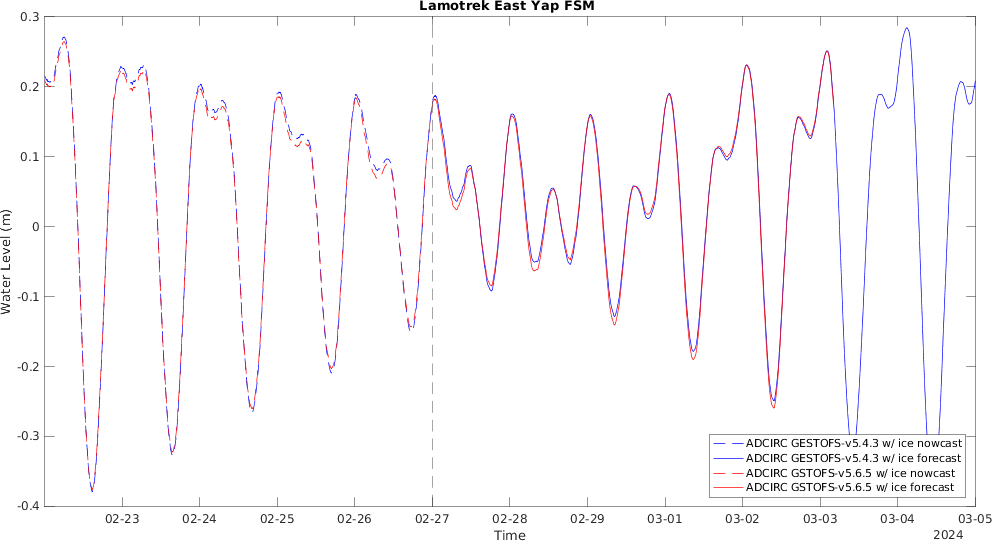 Lamotrek East Yap FSM
0.3
0.2
0.1
0
-0.1
-0.2
-0.3
-0.4
Water Level (m)
ADCIRC GESTOFS-v5.4.3 w/ ice nowcast
ADCIRC GESTOFS-v5.4.3 w/ ice forecast
ADCIRC GSTOFS-v5.6.5 w/ ice nowcast
ADCIRC GSTOFS-v5.6.5 w/ ice forecast
02-23 02-24 02-25 02-26 02-27 02-28 02-29 03-01 03-02 03-03 03-04 03-05
Time
2024